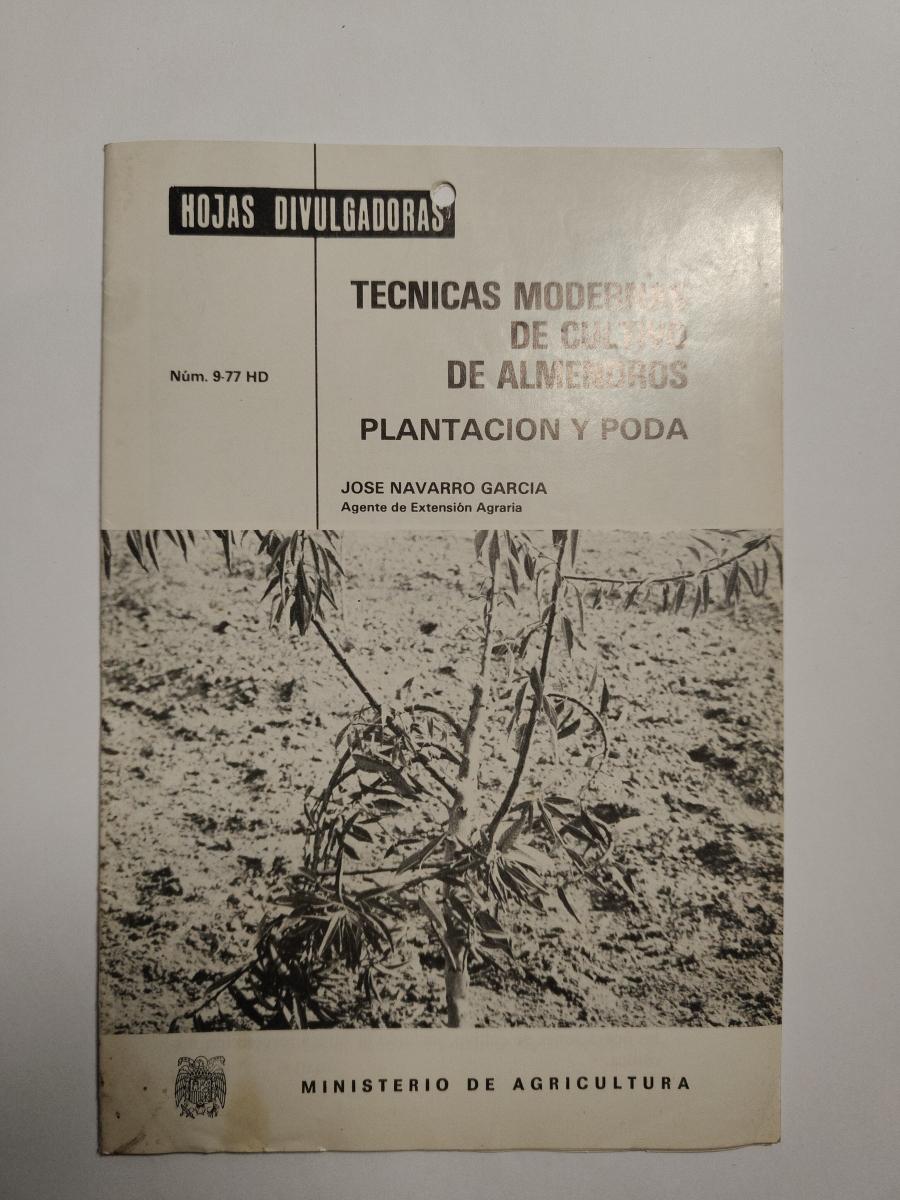 HOJAS DIVULGADORAS
TECNICAS MODERNAS
DE CULTIVO
DE ALMENDROS
Núm. 9-77 HD
PLANTACION Y PODA
JOSE NAVARRO GARCIA
Agente de Extensión Agraria
MINISTERIO DE AGRICULTURA